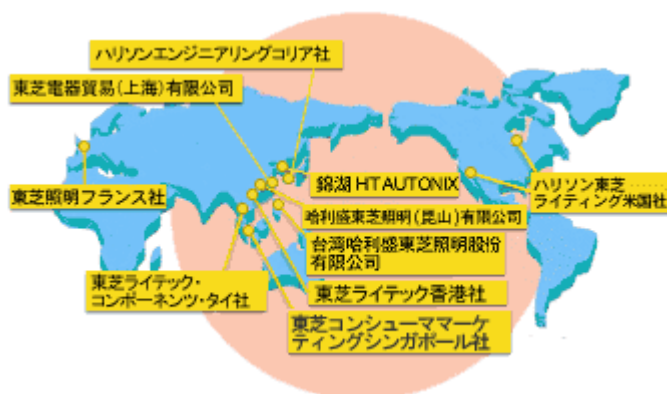 ハリソンエンジニアリングコリア社
東芝電器貿易(上海)有限公司
東芝照明フランス社
錦湖 HT AUTONIX
ハリソン東芝
ライティング米国社
哈利盛東芝照明(昆山)有限公司
台湾哈利盛東芝照明股份
有限公司
東芝ライテック・
コンポーネンツ・タイ社
東芝ライテック香港社
東芝コンシューママーケ
ティングシンガポール社